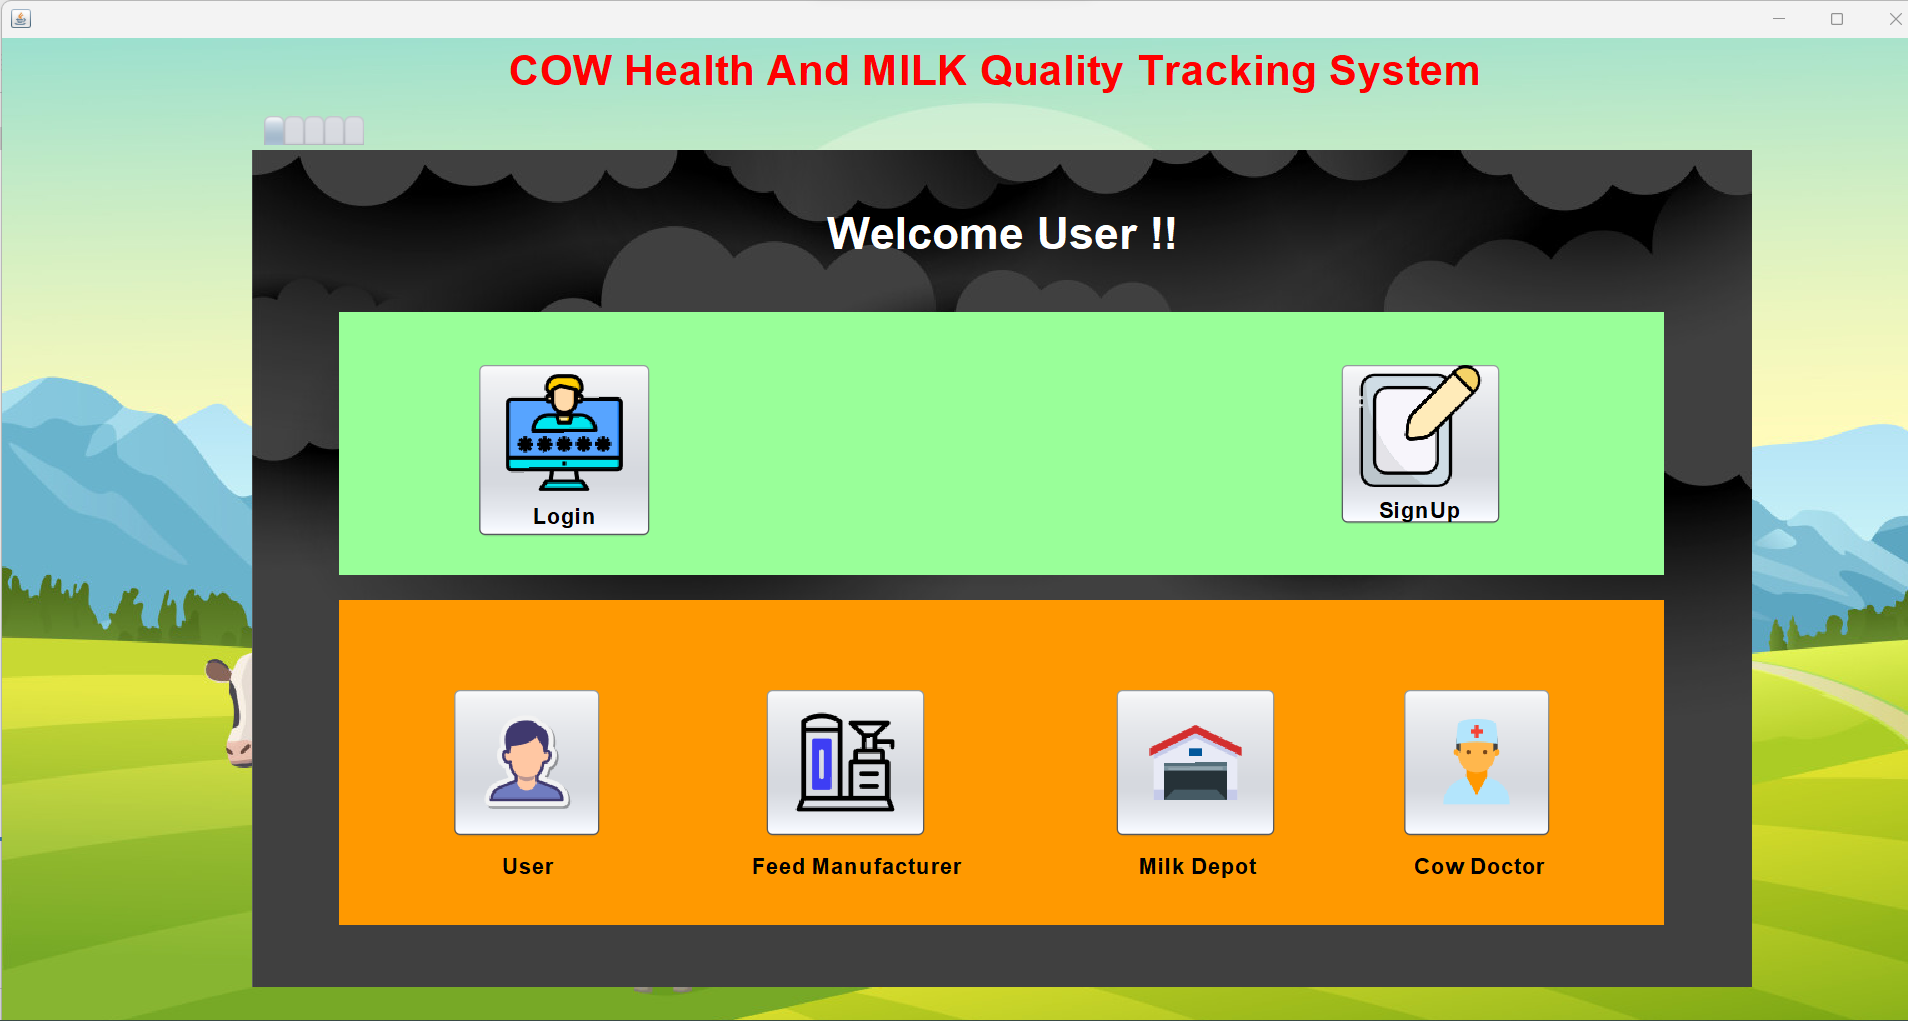 COW Health And MILK Quality Tracking System
Welcome User !!
Login
SignUp
User
Feed Manufacturer
Milk Depot
Cow Doctor